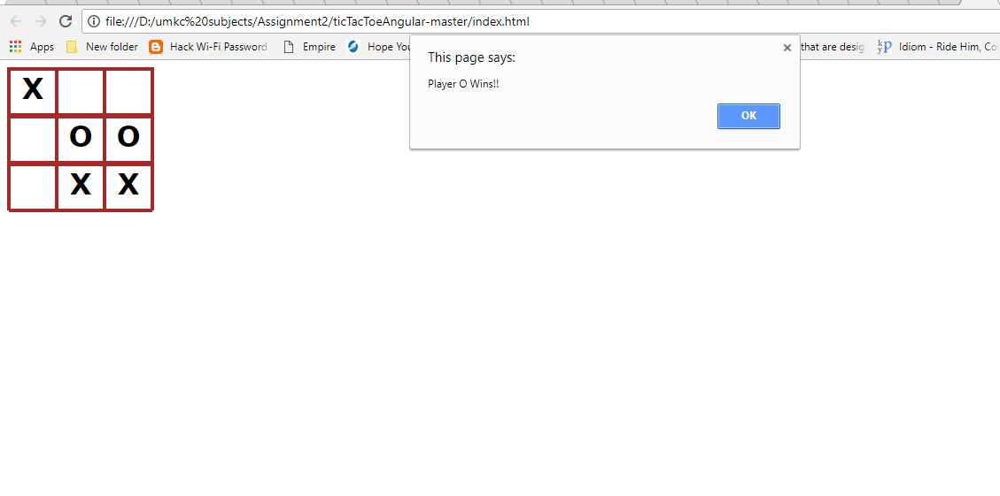 file:///D:/umkc%20subjects/Assignment2/ticTacToeAngular-master/index.html
Apps New folder Hack Wi-Fi Password Empire Hope You that are desig ky p Idiom - Ride Him, Co
This page says:
Player O Wins!!
OK
X
O O
X X